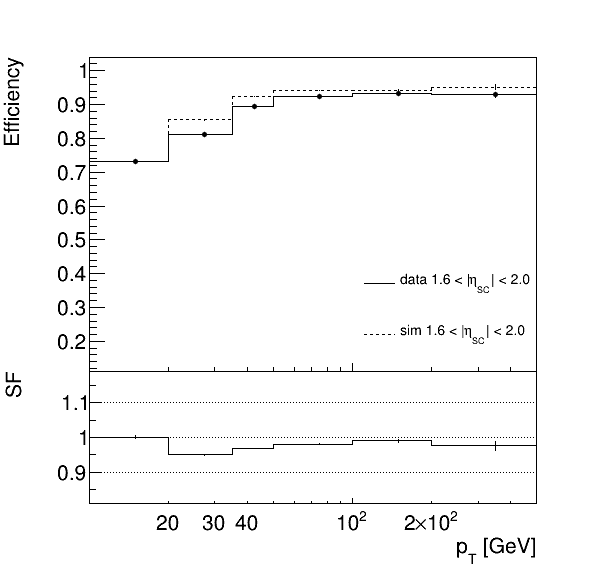 Efficiency
1
0.9
0.8
0.7
0.6
0.5
0.4
0.3
0.2
data 1.6 < |η_SC| < 2.0
sim 1.6 < |η_SC| < 2.0
SF
1.1
1
0.9
20 30 40 10² 2×10²
p_T [GeV]